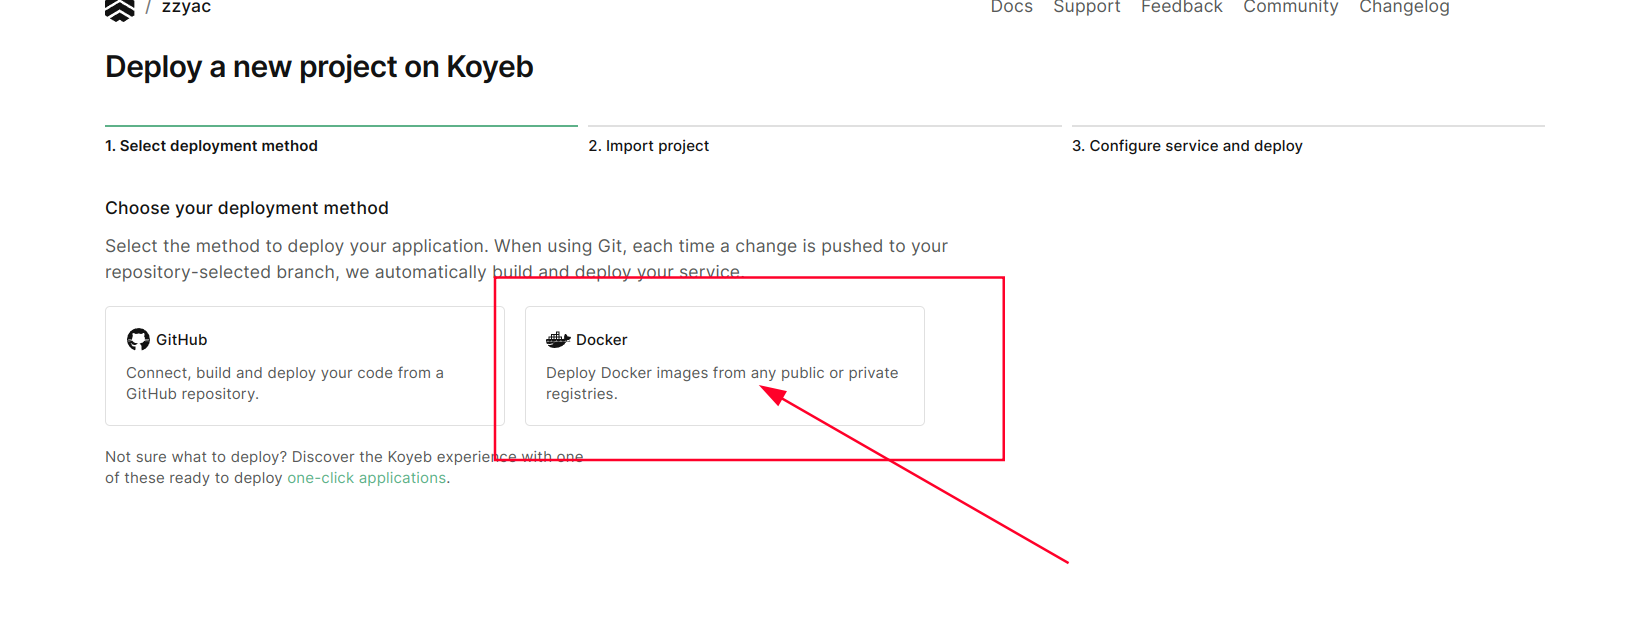 / zzyac
Docs Support Feedback Community Changelog
Deploy a new project on Koyeb
1. Select deployment method
2. Import project
3. Configure service and deploy
Choose your deployment method
Select the method to deploy your application. When using Git, each time a change is pushed to your
repository-selected branch, we automatically build and deploy your service.
GitHub
Connect, build and deploy your code from a
GitHub repository.
Docker
Deploy Docker images from any public or private
registries.
Not sure what to deploy? Discover the Koyeb experience with one
of these ready to deploy one-click applications.